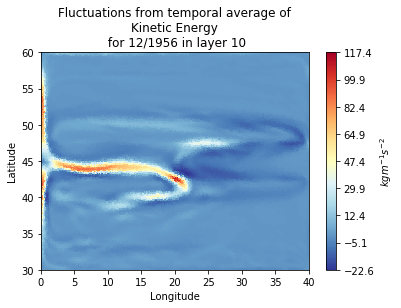 Fluctuations from temporal average of
Kinetic Energy
for 12/1956 in layer 10
60
55
50
45
40
35
30
Latitude
0 5 10 15 20 25 30 35 40
Longitude
117.4
99.9
82.4
64.9
47.4
29.9
12.4
−5.1
−22.6
kgm⁻¹s⁻²